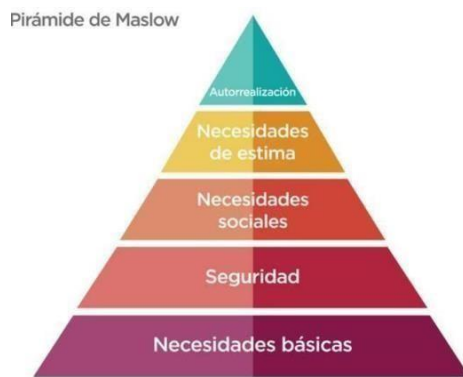 Pirámide de Maslow
Autorrealización
Necesidades
de estima
Necesidades
sociales
Seguridad
Necesidades básicas